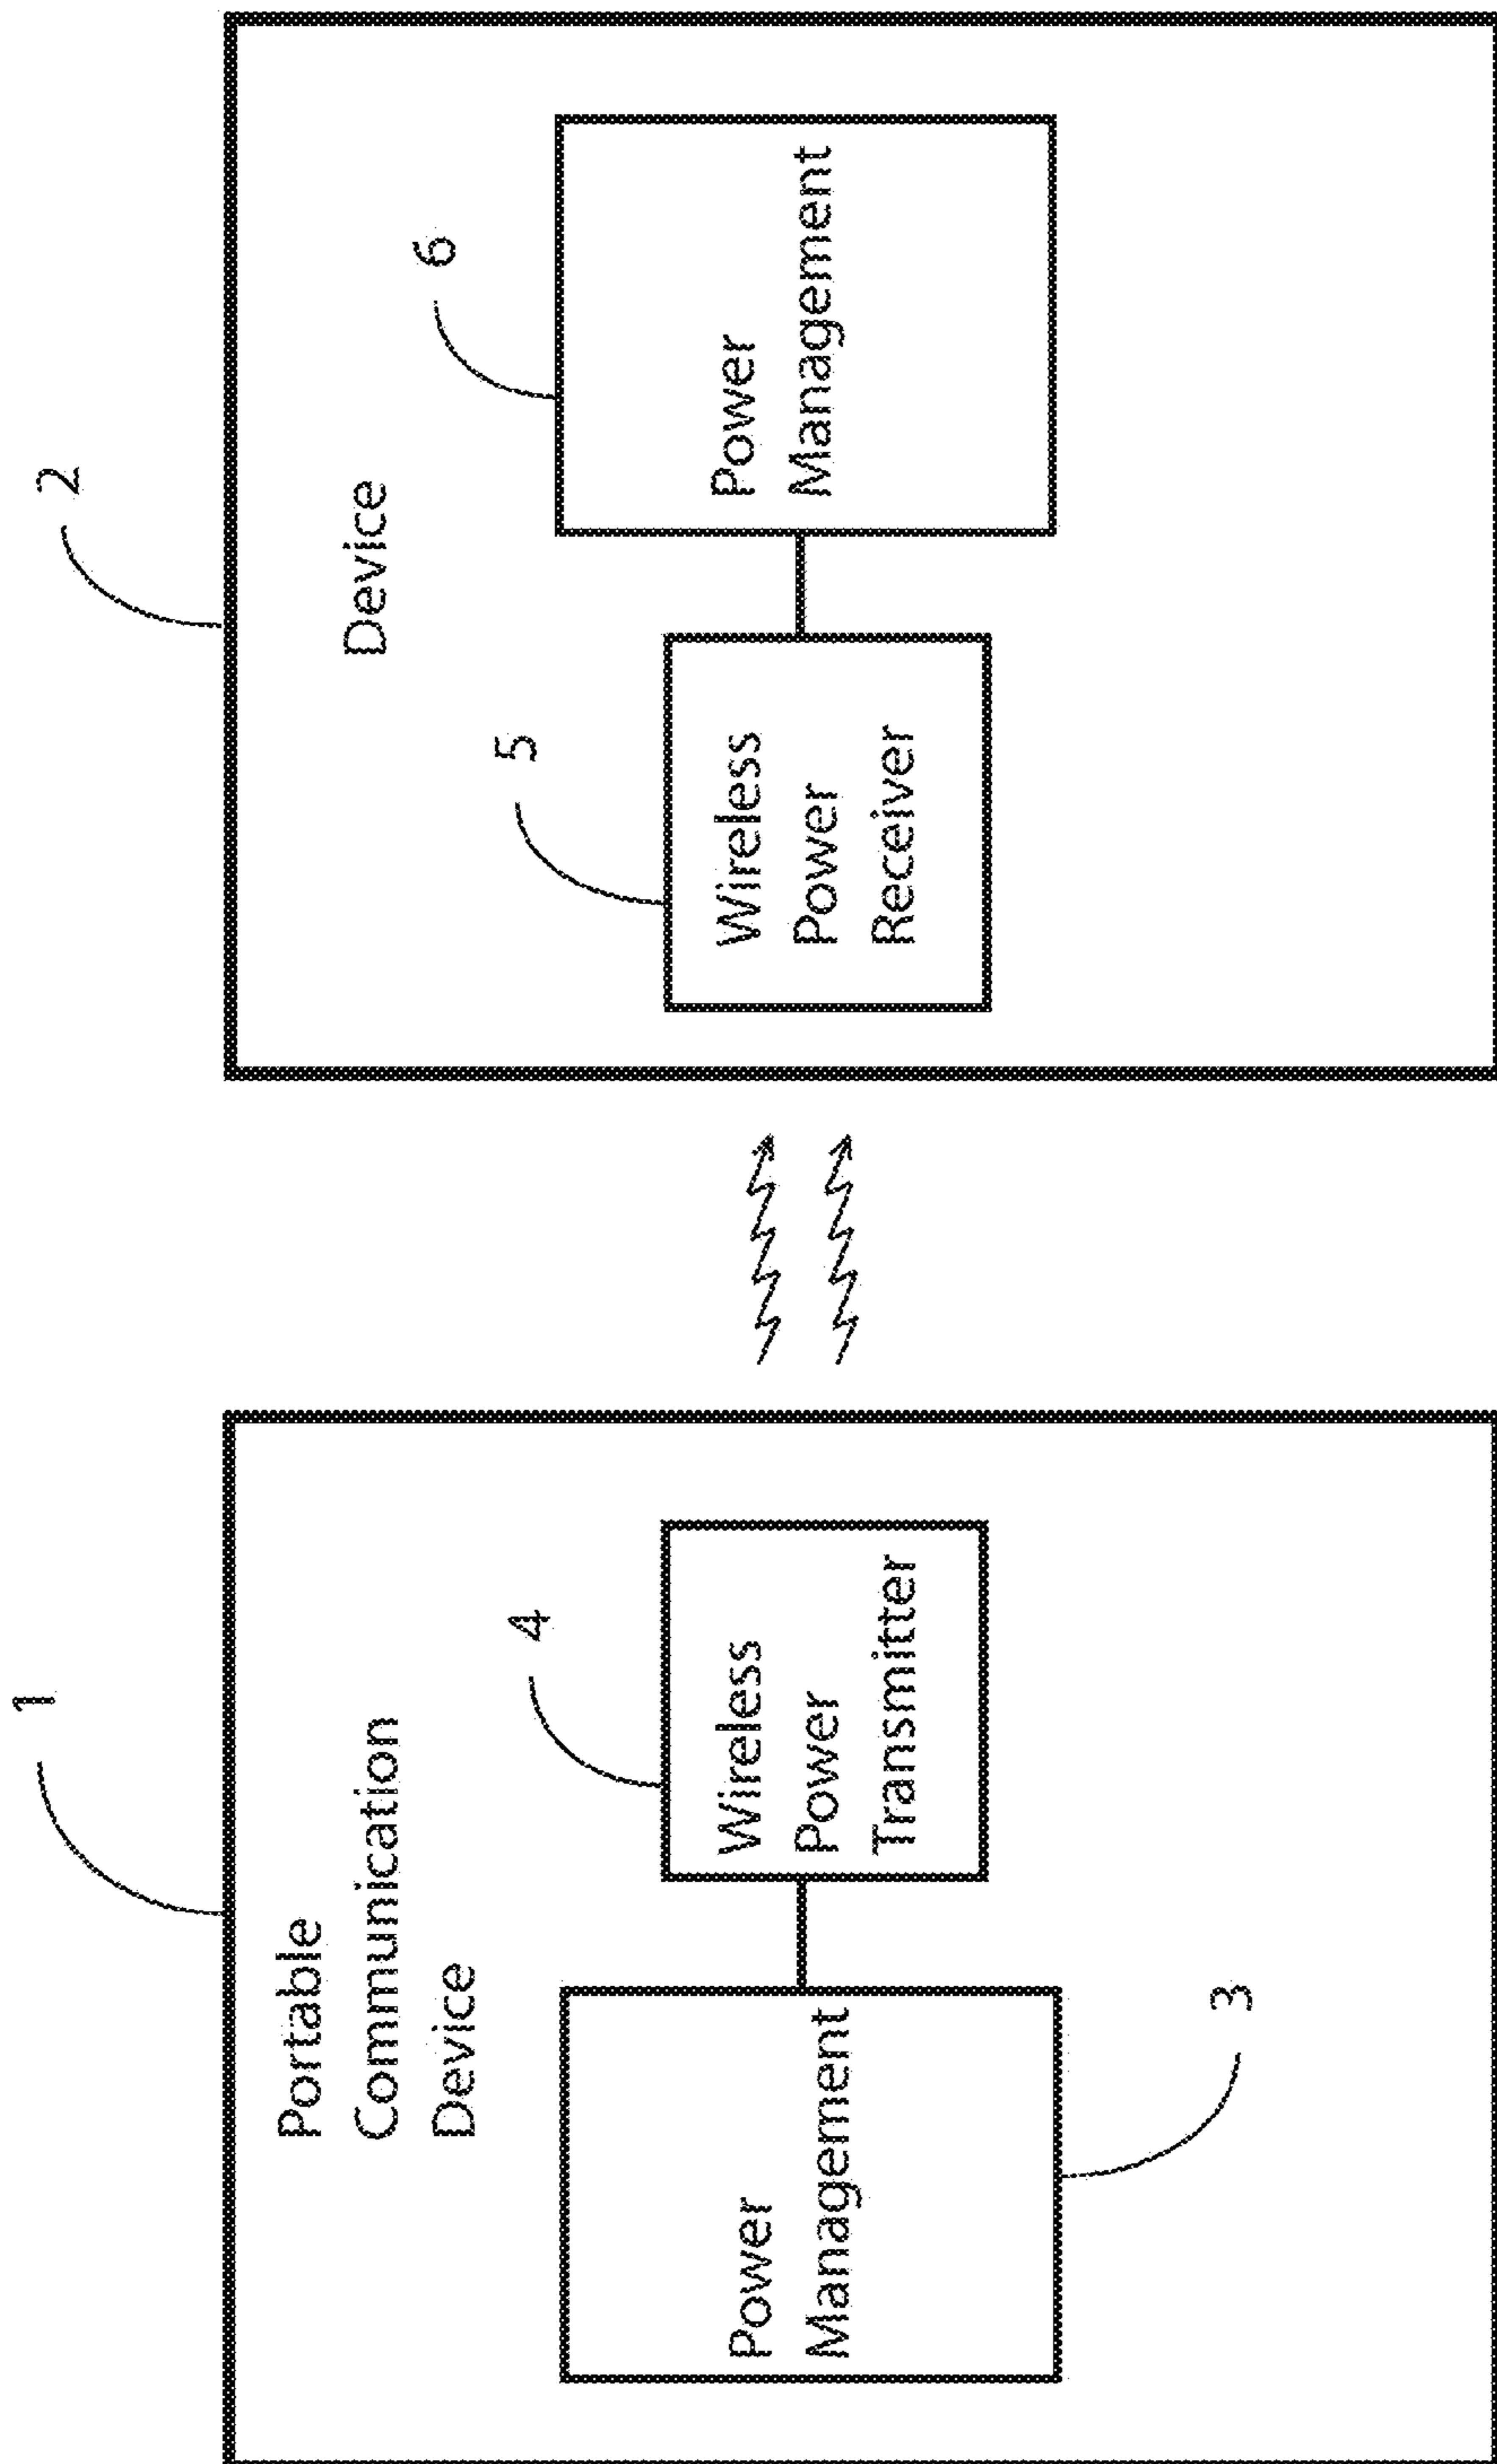 1
Portable
Communication
Device
Power
Management
3
4
Wireless
Power
Transmitter
2
Device
5
Wireless
Power
Receiver
6
Power
Management